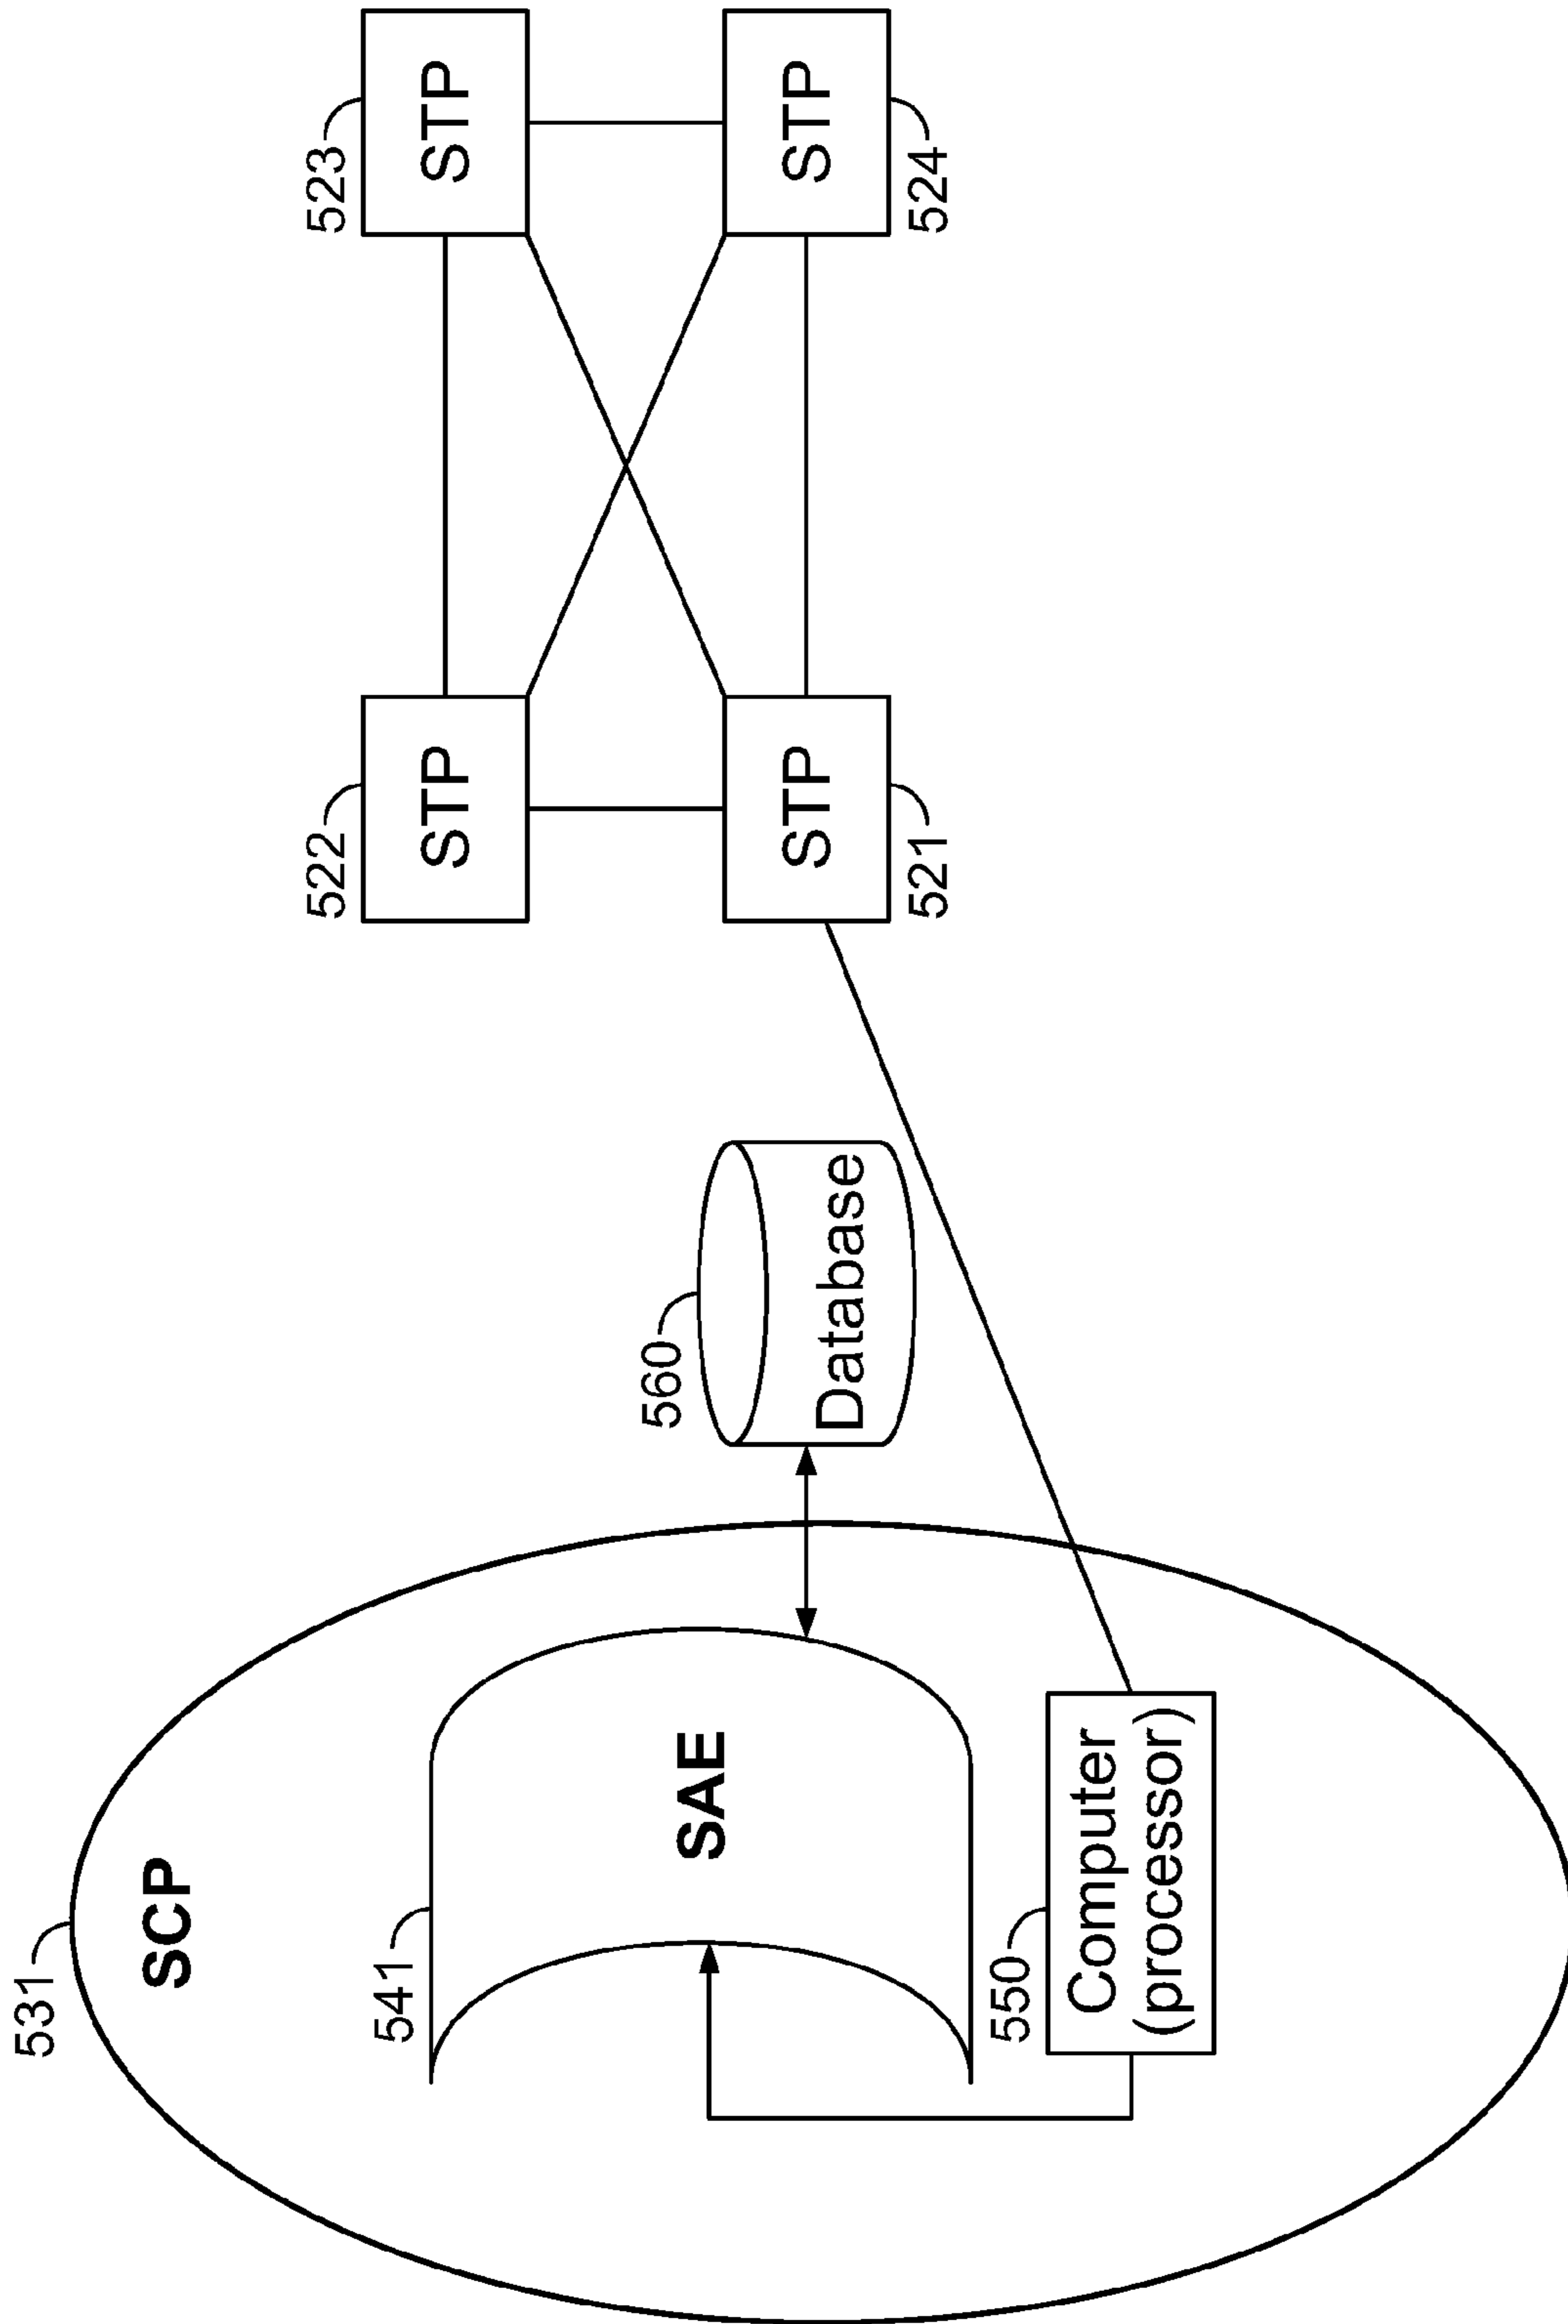 531
SCP
541
SAE
550
Computer
(processor)
560
Database
522
STP
523
STP
STP
521
STP
524